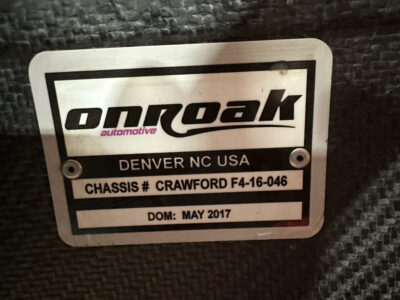 onroak
automotive
DENVER NC USA
CHASSIS # CRAWFORD F4-16-046
DOM: MAY 2017